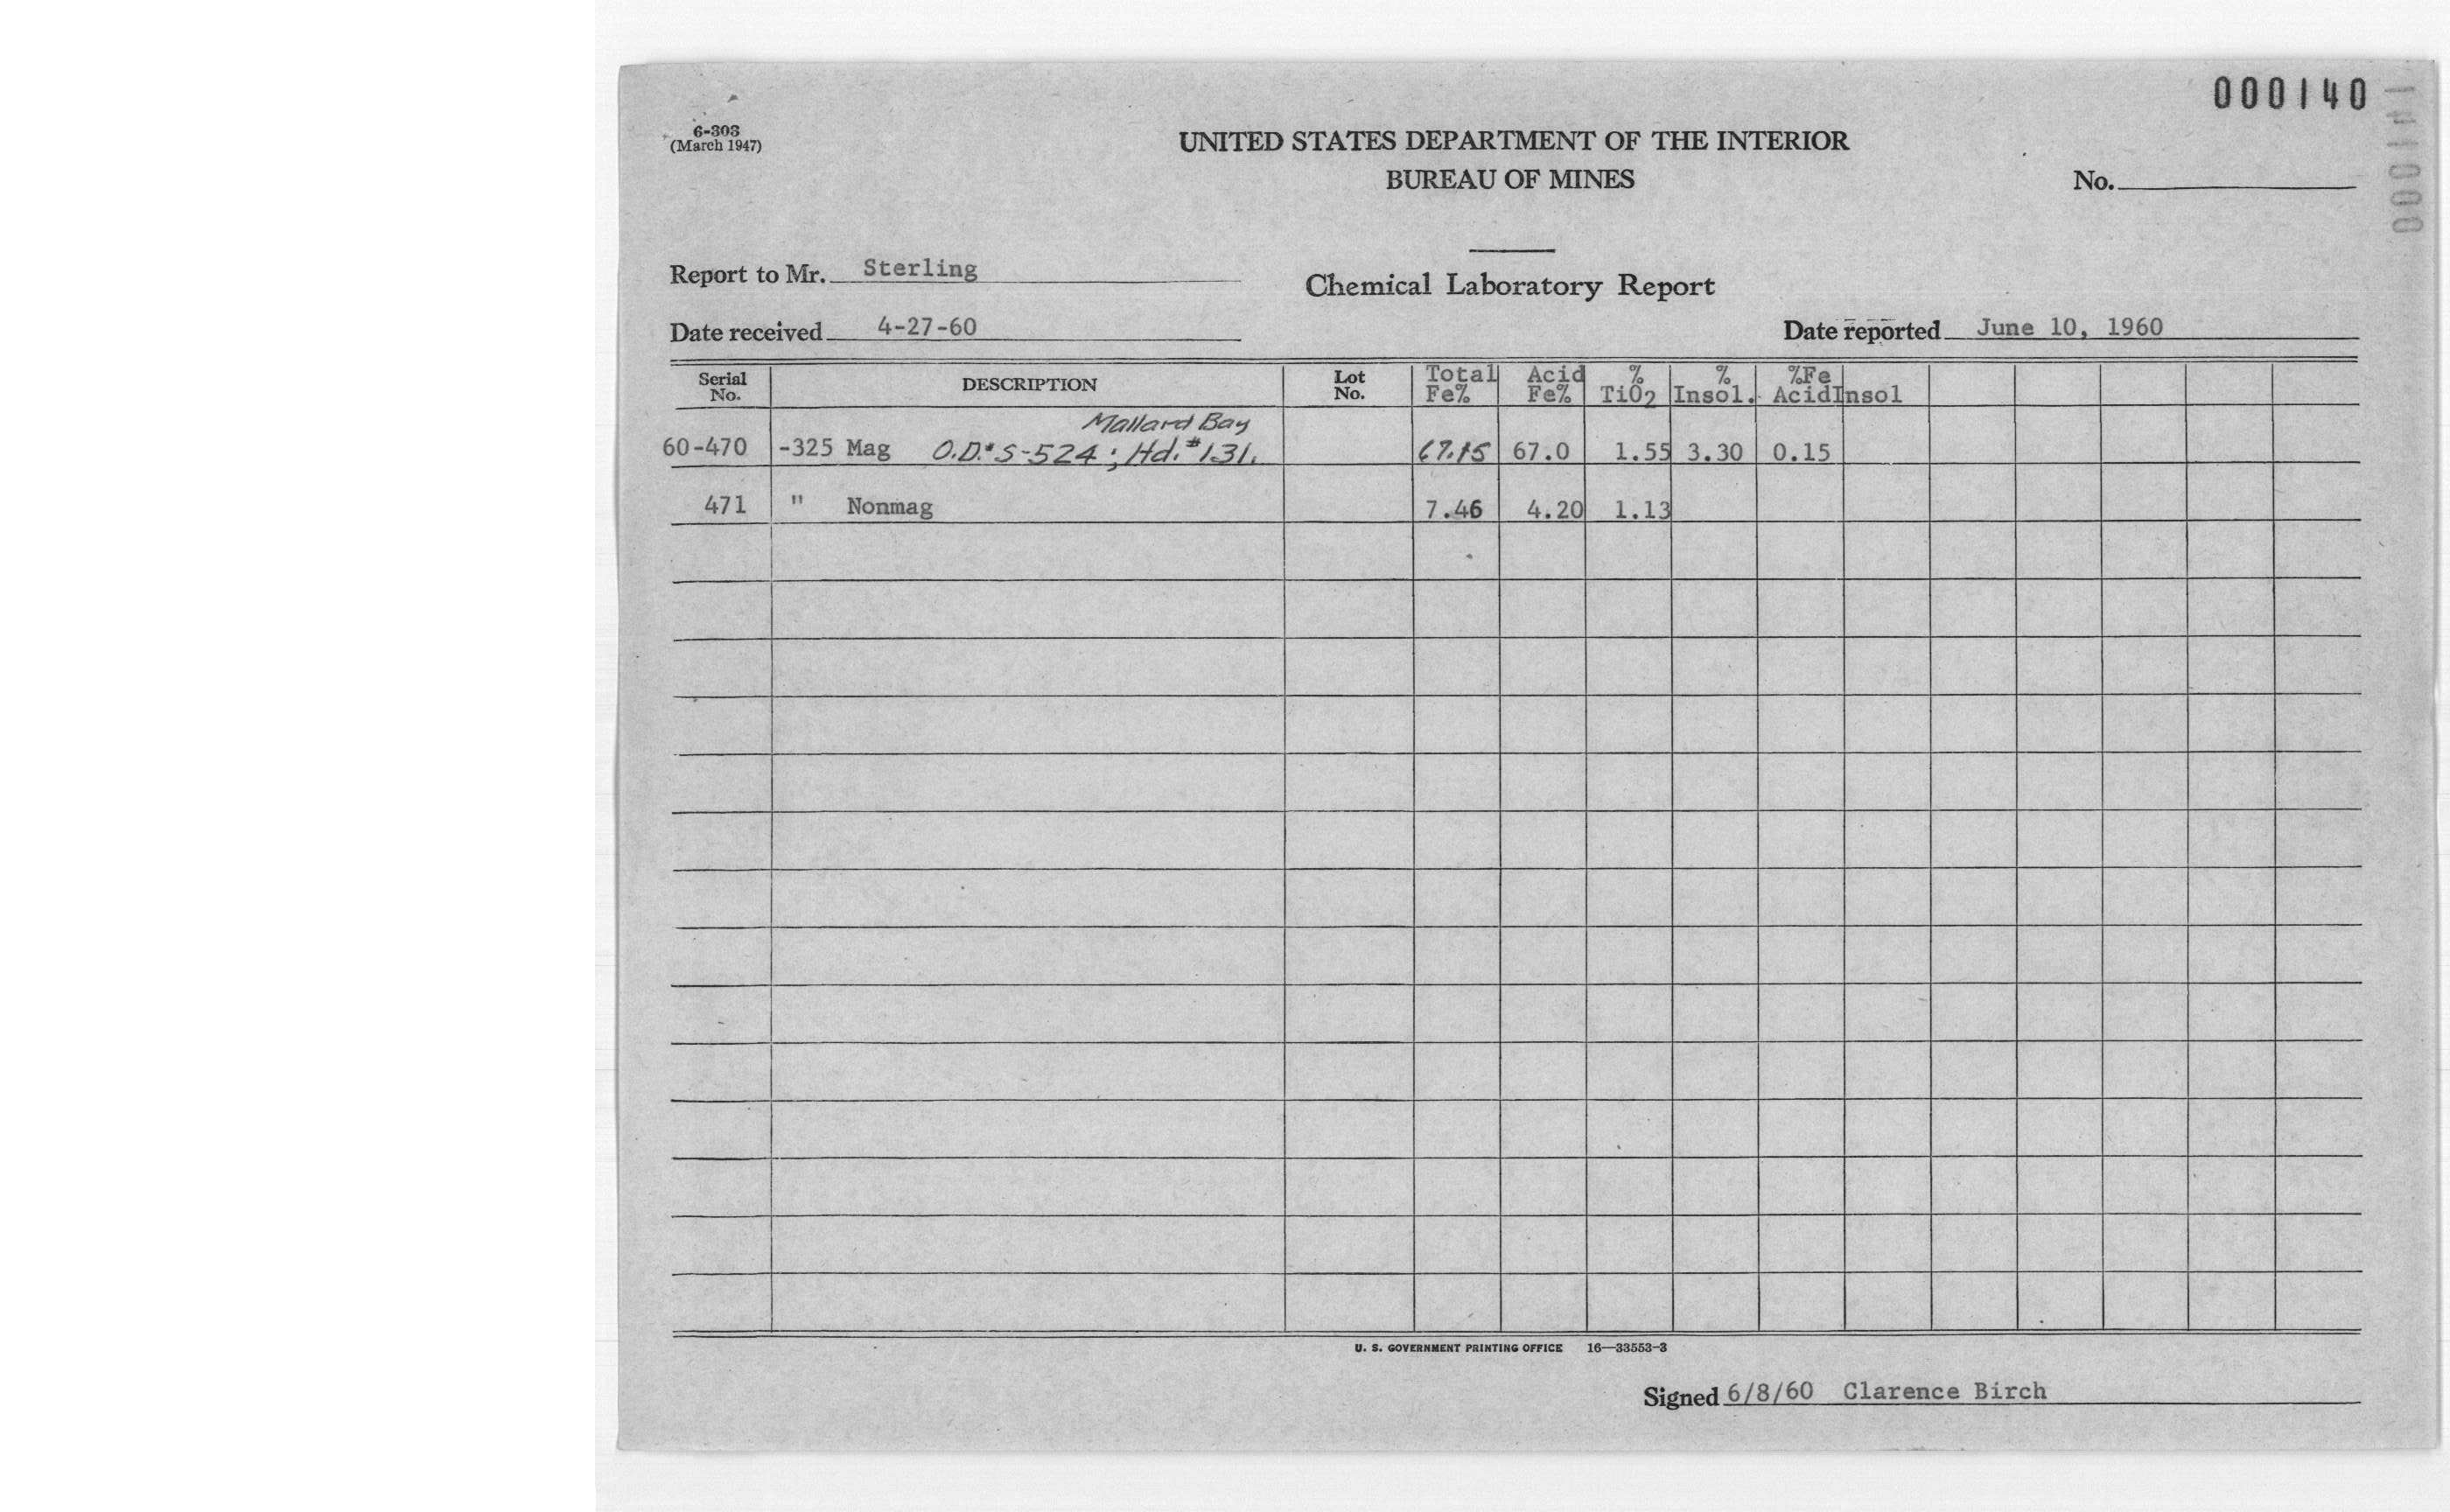 000140
6-303
(March 1947)
UNITED STATES DEPARTMENT OF THE INTERIOR
BUREAU OF MINES
No.
Report to Mr. Sterling
Chemical Laboratory Report
Date received 4-27-60
Date reported June 10, 1960
Serial No. DESCRIPTION Lot No. Total Fe% Acid Fe% % TiO2 % Insol. %Fe AcidInsol
Mallard Bay
60-470 -325 Mag O.D.#S-524; Hd.#131. 67.15 67.0 1.55 3.30 0.15
471 " Nonmag 7.46 4.20 1.13
U. S. GOVERNMENT PRINTING OFFICE 16—33553-3
Signed 6/8/60 Clarence Birch